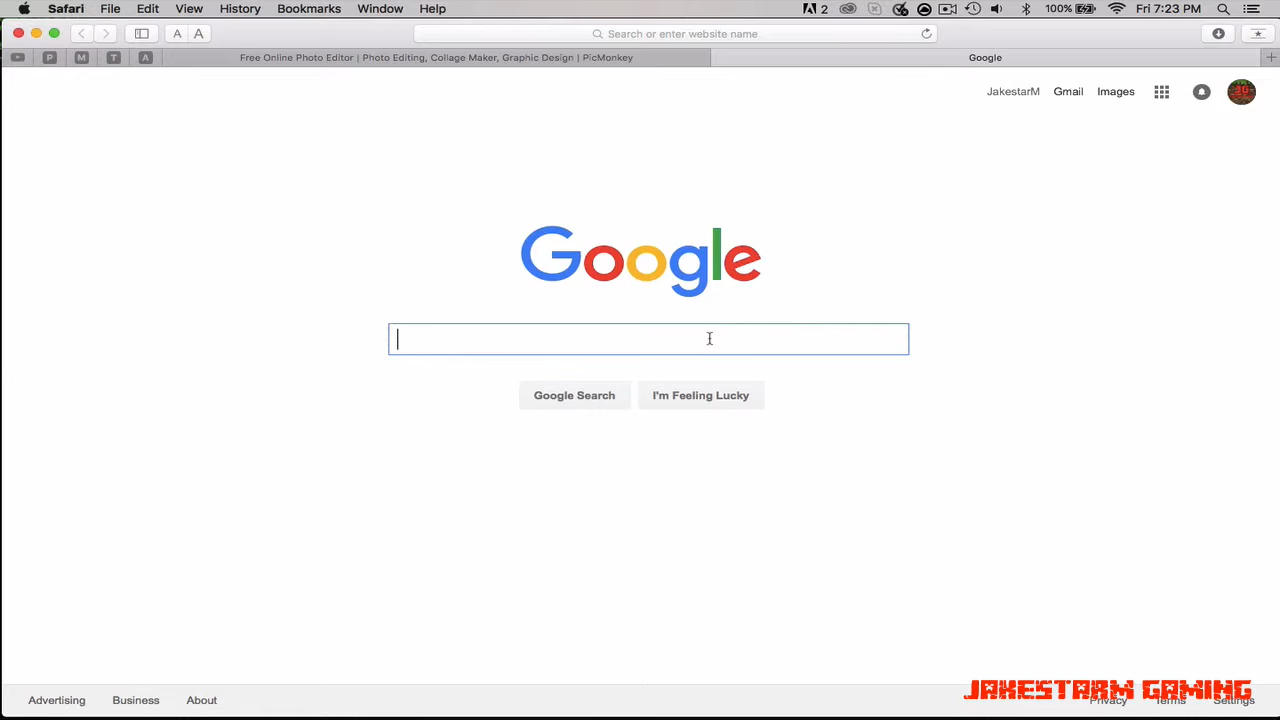 Safari File Edit View History Bookmarks Window Help 2 100% Fri 7:23 PM
A A Search or enter website name
P M T A Free Online Photo Editor | Photo Editing, Collage Maker, Graphic Design | PicMonkey Google
JakestarM Gmail Images
Google
Google Search I'm Feeling Lucky
Advertising Business About Privacy Terms Settings
JAKESTARM GAMING